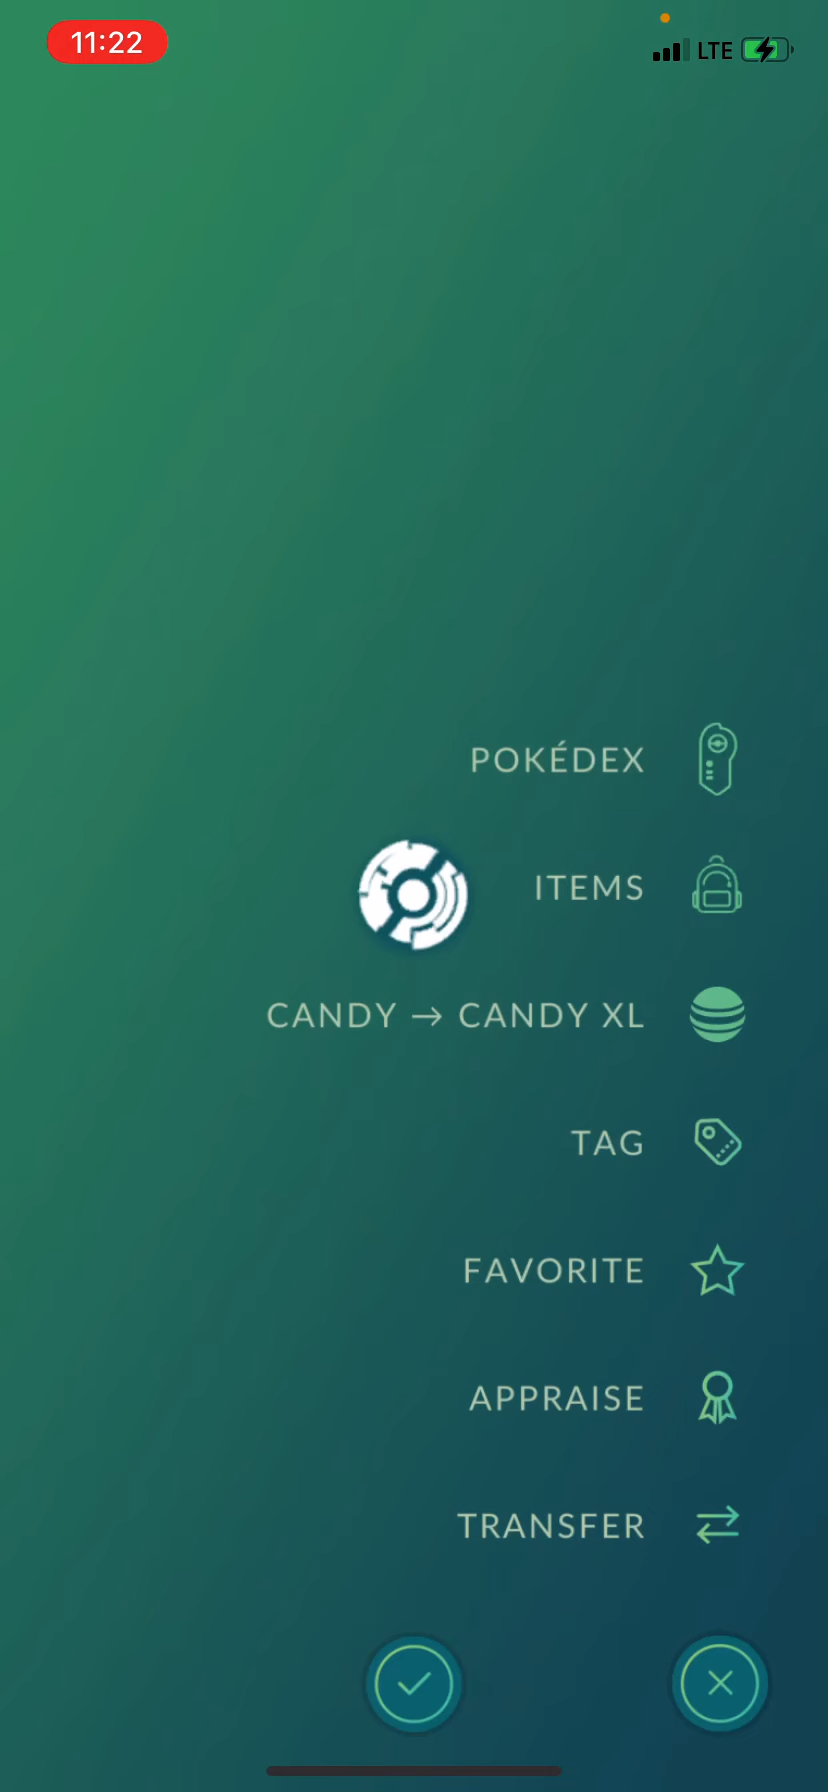 11:22
LTE
POKÉDEX
ITEMS
CANDY → CANDY XL
TAG
FAVORITE
APPRAISE
TRANSFER